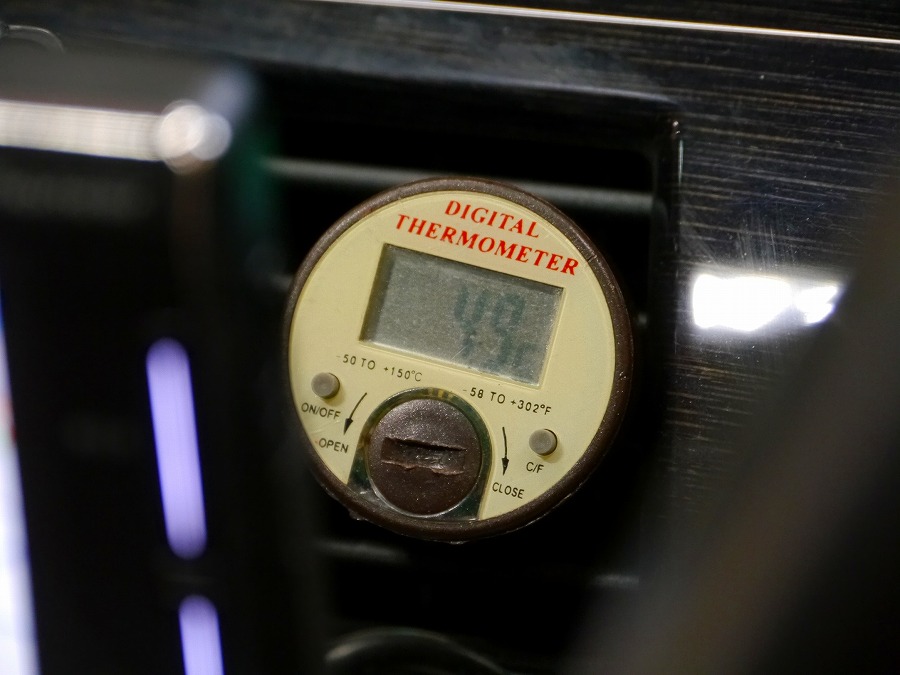 DIGITAL
THERMOMETER
-50 TO +150°C
-58 TO +302°F
ON/OFF
OPEN
C/F
CLOSE